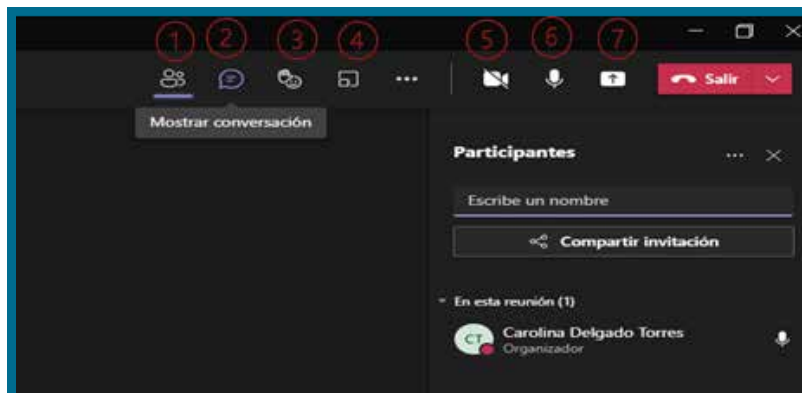 1 2 3 4 5 6 7
Salir
Mostrar conversación
Participantes
Escribe un nombre
Compartir invitación
En esta reunión (1)
CT Carolina Delgado Torres
Organizador